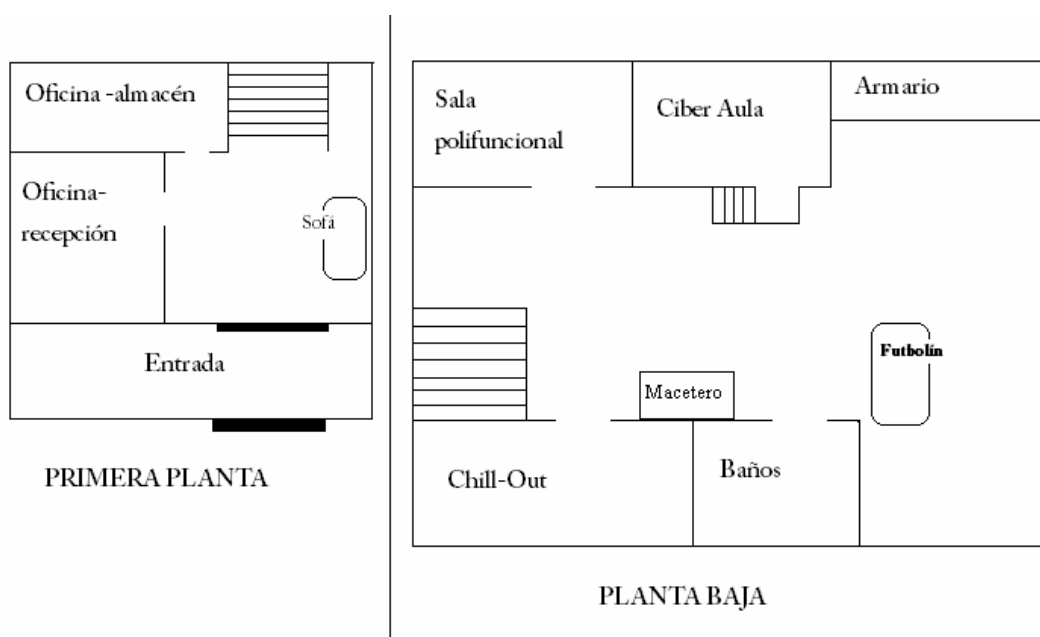 Oficina -almacén
Oficina-
recepción
Sofá
Entrada
PRIMERA PLANTA
Sala
polifuncional
Ciber Aula
Armario
Futbolín
Macetero
Chill-Out
Baños
PLANTA BAJA